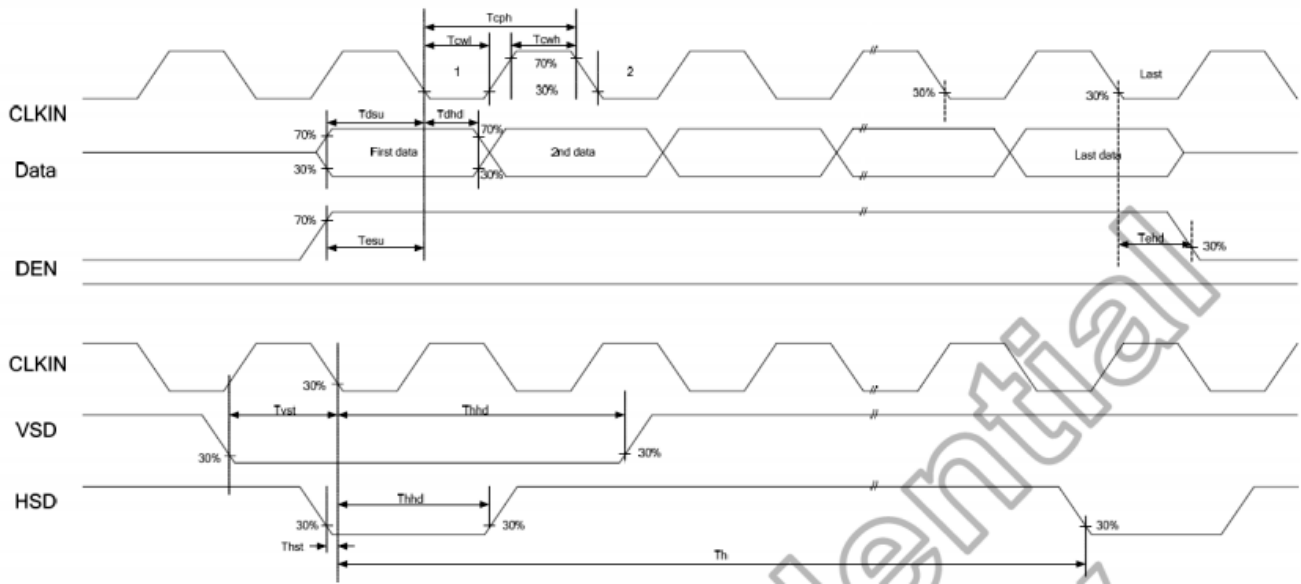 Tcph
Tcwl
Tcwh
1
70%
2
Last
30%
30%
30%
CLKIN
Tdsu
Tdhd
70%
70%
First data
2nd data
Last data
Data
30%
30%
70%
Tesu
Tehd
30%
DEN
CLKIN
30%
Tvst
Thhd
VSD
30%
30%
HSD
Thhd
30%
30%
30%
Thst
Th